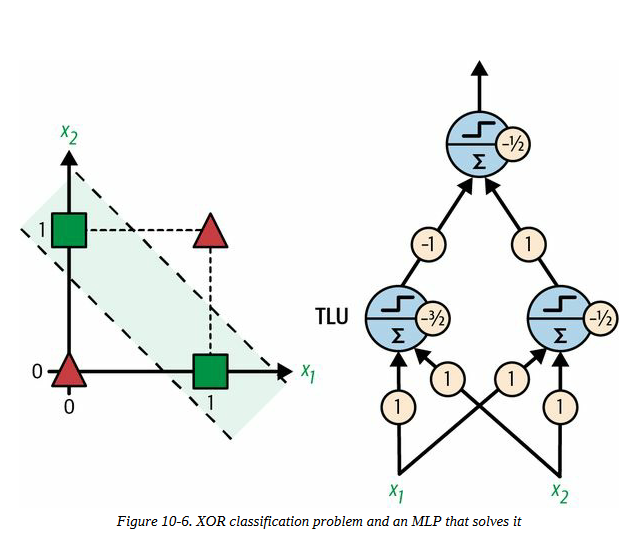 x₂
1
0
0
1
x₁
-½
Σ
-1
1
TLU
-³⁄₂
Σ
-½
Σ
1
1
1
1
x₁
x₂
Figure 10-6. XOR classification problem and an MLP that solves it